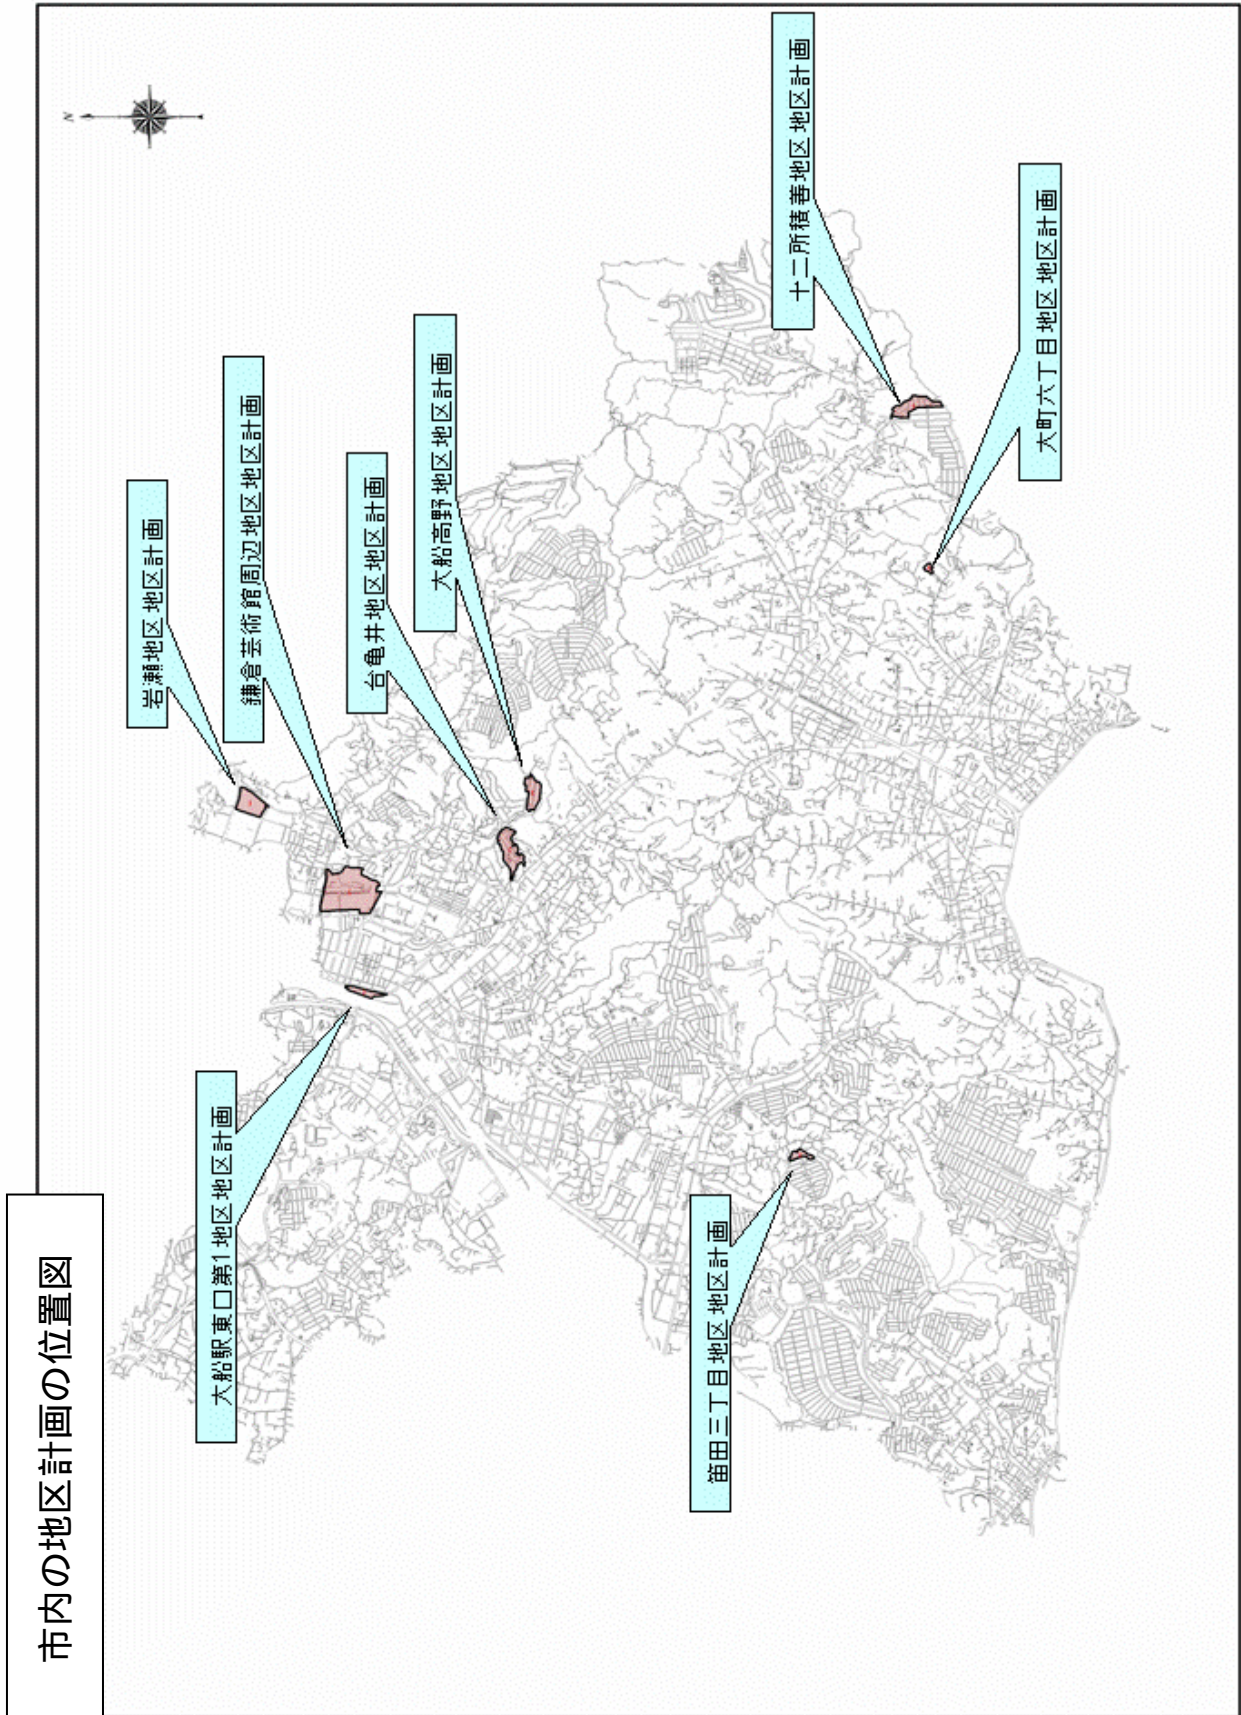 市内の地区計画の位置図
N
岩瀬地区地区計画
鎌倉芸術館周辺地区地区計画
台亀井地区地区計画
大船高野地区地区計画
十二所積善地区地区計画
大町六丁目地区地区計画
大船駅東口第1地区地区計画
笛田三丁目地区地区計画